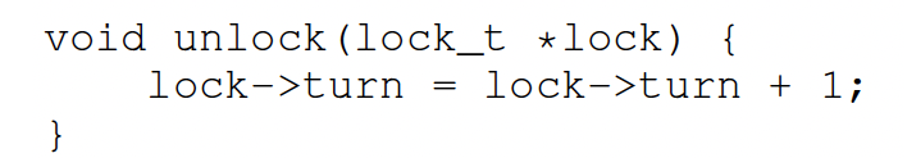 void unlock(lock_t *lock) {
    lock->turn = lock->turn + 1;
}